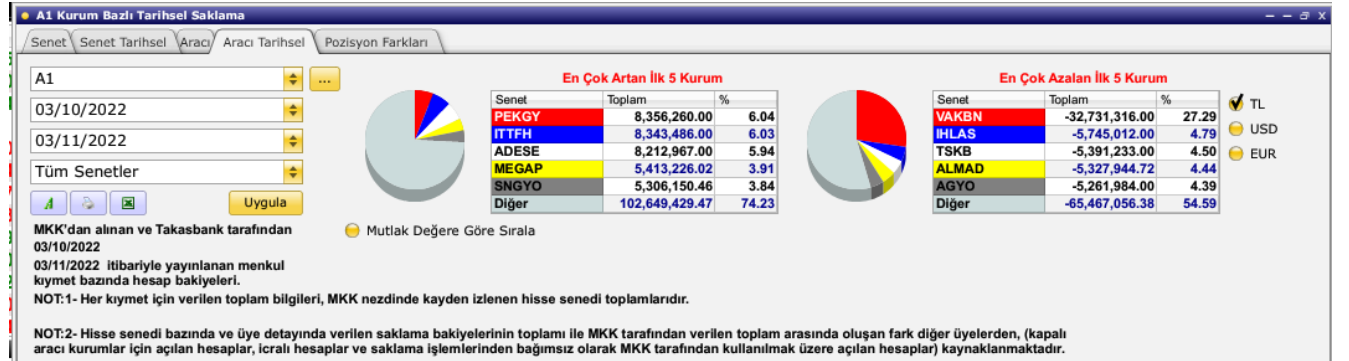 A1 Kurum Bazlı Tarihsel Saklama
Senet Senet Tarihsel Aracı Aracı Tarihsel Pozisyon Farkları
A1
...
03/10/2022
03/11/2022
Tüm Senetler
Uygula
En Çok Artan İlk 5 Kurum
Senet Toplam %
PEKGY 8,356,260.00 6.04
ITTFH 8,343,486.00 6.03
ADESE 8,212,967.00 5.94
MEGAP 5,413,226.02 3.91
SNGYO 5,306,150.46 3.84
Diğer 102,649,429.47 74.23
Mutlak Değere Göre Sırala
En Çok Azalan İlk 5 Kurum
Senet Toplam %
VAKBN -32,731,316.00 27.29
IHLAS -5,745,012.00 4.79
TSKB -5,391,233.00 4.50
ALMAD -5,327,944.72 4.44
AGYO -5,261,984.00 4.39
Diğer -65,467,056.38 54.59
TL
USD
EUR
MKK'dan alınan ve Takasbank tarafından
03/10/2022
03/11/2022 itibariyle yayınlanan menkul
kıymet bazında hesap bakiyeleri.
NOT:1- Her kıymet için verilen toplam bilgileri, MKK nezdinde kayden izlenen hisse senedi toplamlarıdır.
NOT:2- Hisse senedi bazında ve üye detayında verilen saklama bakiyelerinin toplamı ile MKK tarafından verilen toplam arasında oluşan fark diğer üyelerden, (kapalı
aracı kurumlar için açılan hesaplar, icralı hesaplar ve saklama işlemlerinden bağımsız olarak MKK tarafından kullanılmak üzere açılan hesaplar) kaynaklanmaktadır.